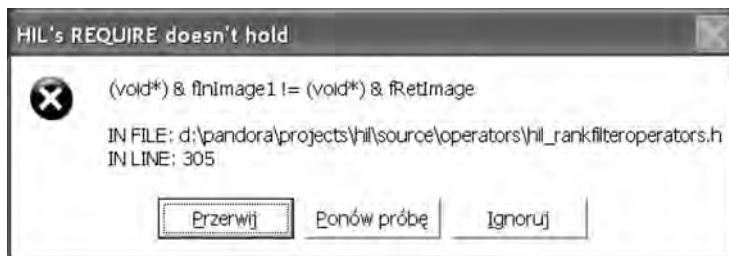 HIL's REQUIRE doesn't hold
(void*) & fInImage1 != (void*) & fRetImage
IN FILE: d:\pandora\projects\hil\source\operators\hil_rankfilteroperators.h
IN LINE: 305
Przerwij Ponów próbę Ignoruj